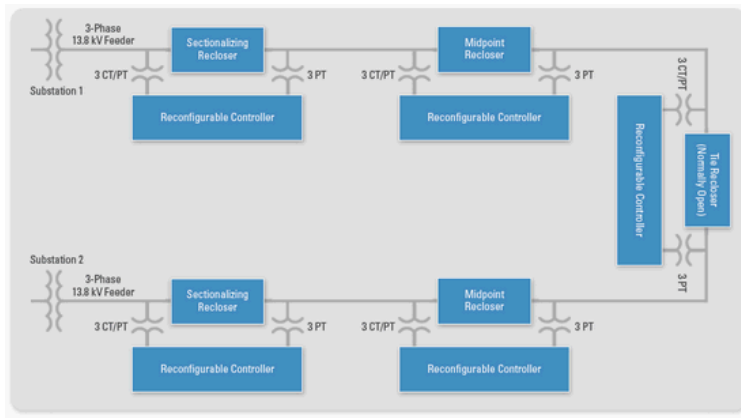 3-Phase
13.8 kV Feeder
Substation 1
Sectionalizing
Recloser
3 CT/PT
3 PT
Reconfigurable Controller
Midpoint
Recloser
3 CT/PT
3 PT
Reconfigurable Controller
3 CT/PT
Reconfigurable Controller
Tie Recloser
(Normally Open)
3 PT
Substation 2
3-Phase
13.8 kV Feeder
Sectionalizing
Recloser
3 CT/PT
3 PT
Reconfigurable Controller
Midpoint
Recloser
3 CT/PT
3 PT
Reconfigurable Controller